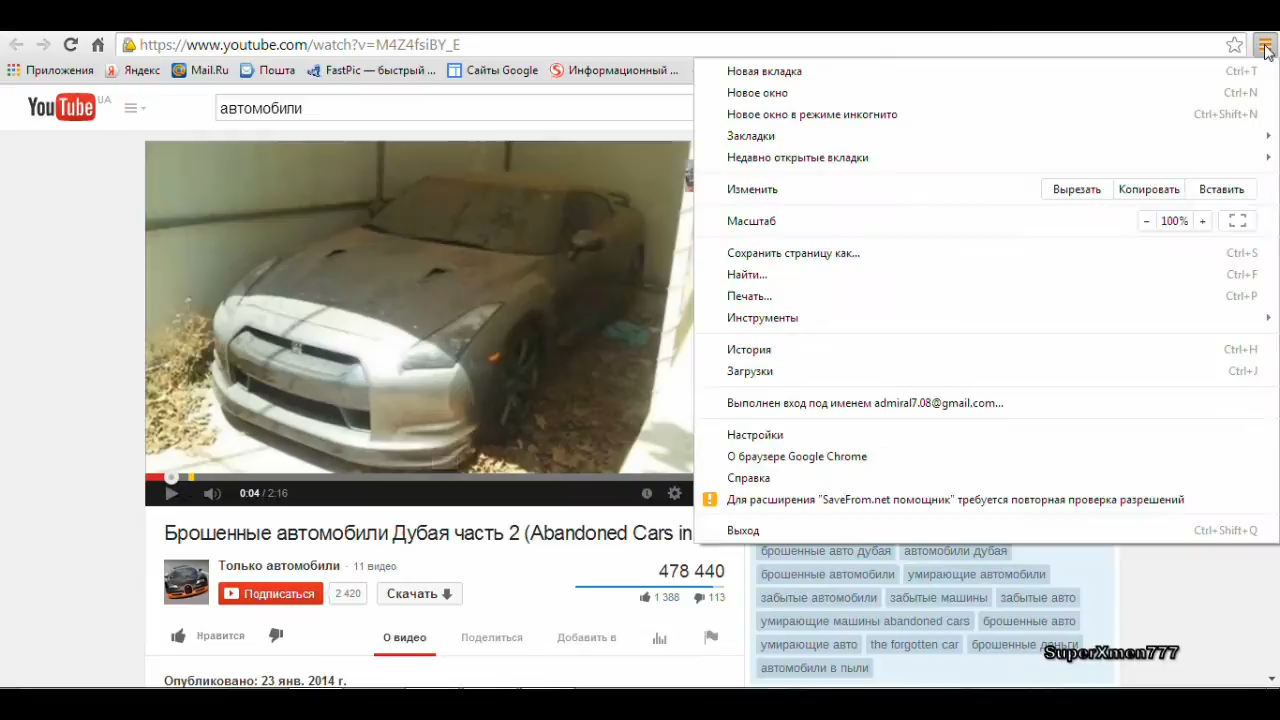 https://www.youtube.com/watch?v=M4Z4fsiBY_E
Приложения Яндекс Mail.Ru Почта FastPic — быстрый ... Сайты Google Информационный ...
YouTube UA
автомобили
Новая вкладка Ctrl+T
Новое окно Ctrl+N
Новое окно в режиме инкогнито Ctrl+Shift+N
Закладки
Недавно открытые вкладки
Изменить Вырезать Копировать Вставить
Масштаб - 100% +
Сохранить страницу как... Ctrl+S
Найти... Ctrl+F
Печать... Ctrl+P
Инструменты
История Ctrl+H
Загрузки Ctrl+J
Выполнен вход под именем admiral7.08@gmail.com...
Настройки
О браузере Google Chrome
Справка
Для расширения "SaveFrom.net помощник" требуется повторная проверка разрешений
Выход Ctrl+Shift+Q
0:04 / 2:16
Брошенные автомобили Дубая часть 2 (Abandoned Cars in
Только автомобили · 11 видео
Подписаться 2 420 Скачать
478 440
1 388 113
Нравится
О видео Поделиться Добавить в
Опубликовано: 23 янв. 2014 г.
брошенные авто дубая автомобили дубая
брошенные автомобили умирающие автомобили
забытые автомобили забытые машины забытые авто
умирающие машины abandoned cars брошенные авто
умирающие авто the forgotten car брошенные деньги
автомобили в пыли
SuperXmen777